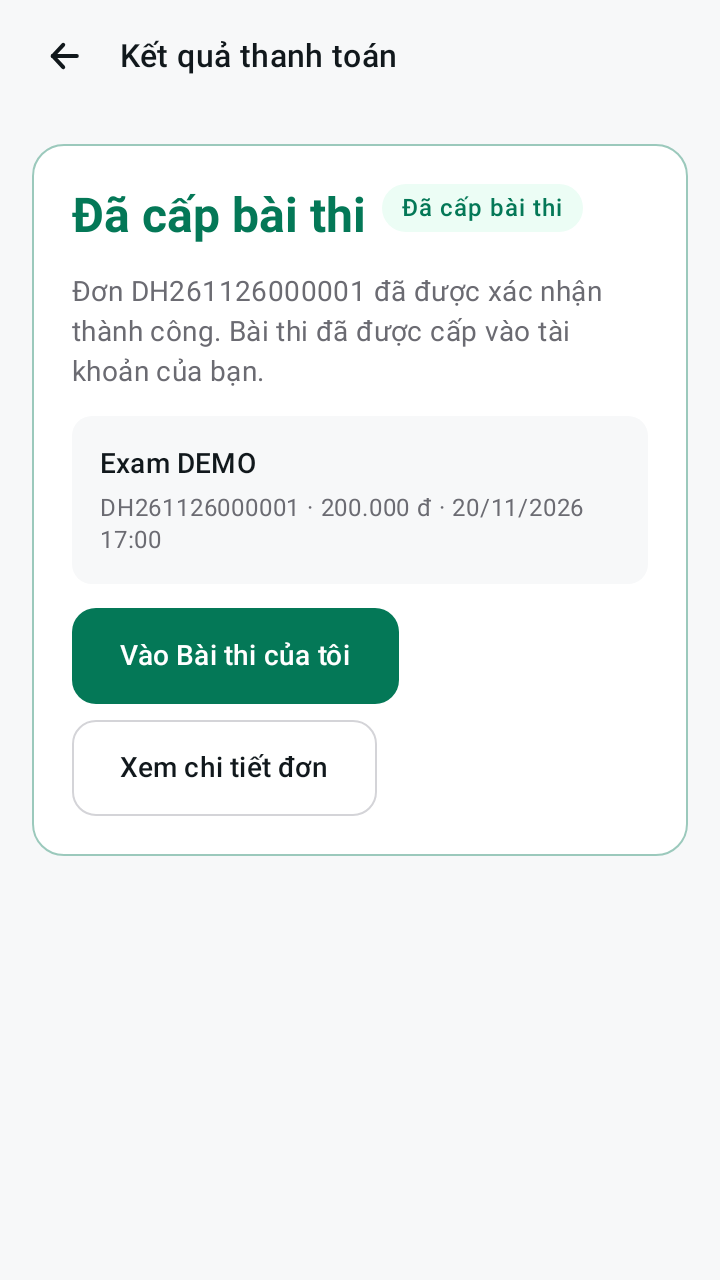 Kết quả thanh toán
Đã cấp bài thi
Đã cấp bài thi
Đơn DH261126000001 đã được xác nhận
thành công. Bài thi đã được cấp vào tài
khoản của bạn.
Exam DEMO
DH261126000001 · 200.000 đ · 20/11/2026
17:00
Vào Bài thi của tôi
Xem chi tiết đơn